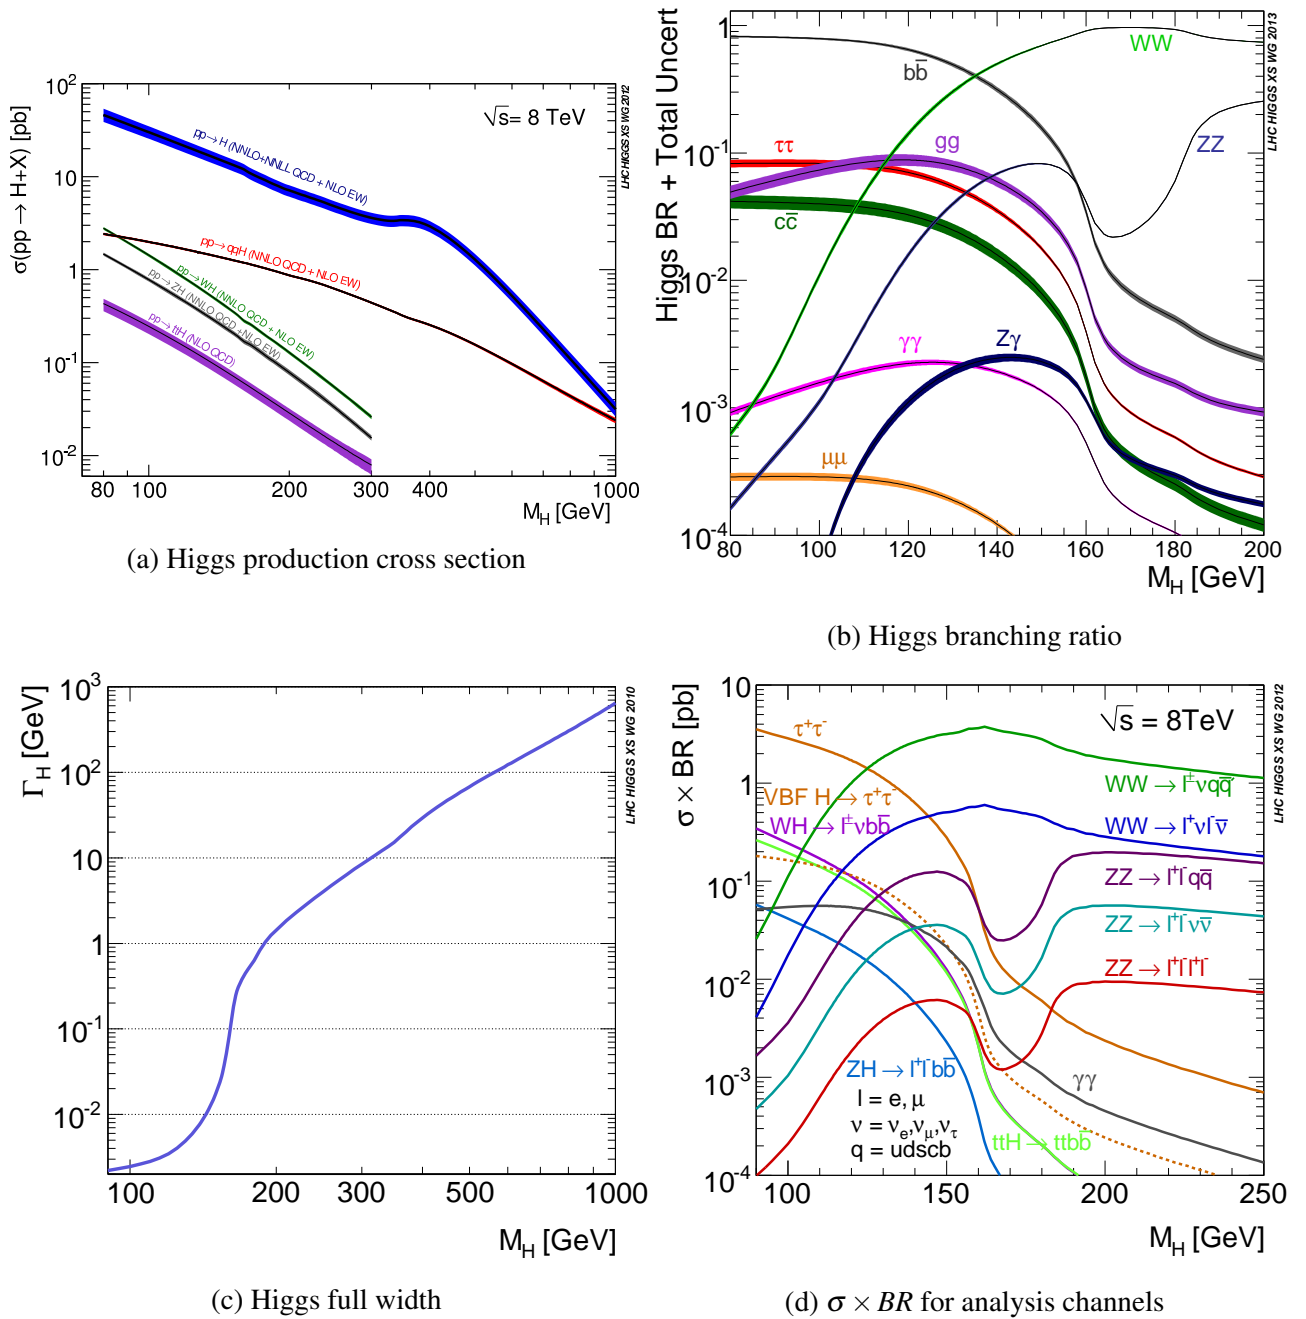 σ(pp → H+X) [pb]
10²
10
1
10⁻¹
10⁻²
√s= 8 TeV
LHC HIGGS XS WG 2012
pp → H (NNLO+NNLL QCD + NLO EW)
pp → qqH (NNLO QCD + NLO EW)
pp → WH (NNLO QCD + NLO EW)
pp → ZH (NNLO QCD + NLO EW)
pp → ttH (NLO QCD)
80 100 200 300 400 1000
M_H [GeV]
(a) Higgs production cross section
Higgs BR + Total Uncert
1
10⁻¹
10⁻²
10⁻³
10⁻⁴
LHC HIGGS XS WG 2013
WW
bb̄
ττ
gg
ZZ
cc̄
γγ
Zγ
μμ
80 100 120 140 160 180 200
M_H [GeV]
(b) Higgs branching ratio
Γ_H [GeV]
10³
10²
10
1
10⁻¹
10⁻²
LHC HIGGS XS WG 2010
100 200 300 500 1000
M_H [GeV]
(c) Higgs full width
σ × BR [pb]
10
1
10⁻¹
10⁻²
10⁻³
10⁻⁴
√s = 8TeV
LHC HIGGS XS WG 2012
τ⁺τ⁻
VBF H → τ⁺τ⁻
WH → l±νbb̄
WW → l±νqq̄
WW → l⁺νl⁻ν̄
ZZ → l⁺l⁻qq̄
ZZ → l⁺l⁻νν̄
ZZ → l⁺l⁻l⁺l⁻
ZH → l⁺l⁻bb̄
l = e, μ
ν = ν_e,ν_μ,ν_τ
q = udscb
γγ
ttH → ttbb̄
100 150 200 250
M_H [GeV]
(d) σ × BR for analysis channels